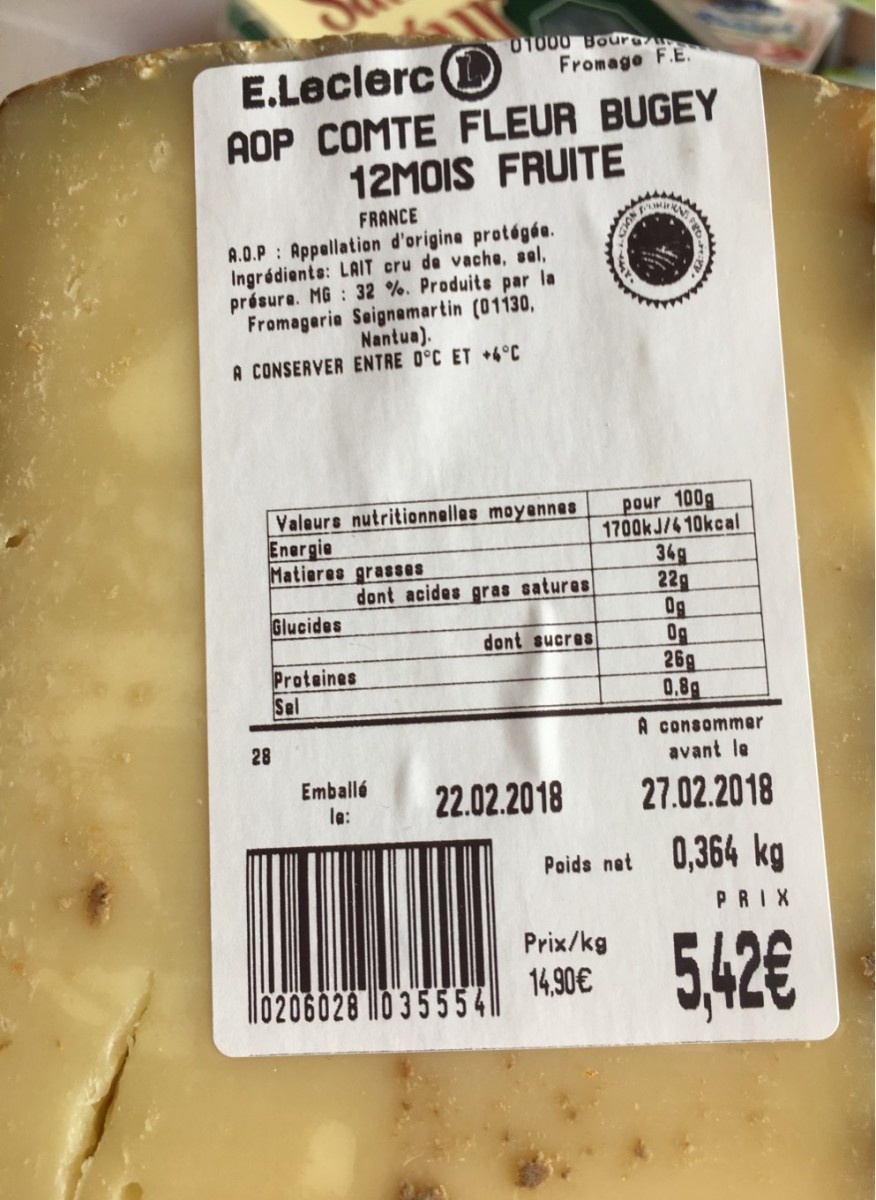 E.Leclerc L
01000
Fromage F.E.
AOP COMTE FLEUR BUGEY
12MOIS FRUITE
FRANCE
A.O.P : Appellation d'origine protégée.
Ingrédients: LAIT cru de vache, sel,
présure. MG : 32 %. Produits par la
Fromagerie Seignemartin (01130,
Nantua).
A CONSERVER ENTRE 0°C ET +4°C
Valeurs nutritionnelles moyennes pour 100g
Energie 1700kJ/410kcal
Matieres grasses 34g
dont acides gras satures 22g
Glucides 0g
dont sucres 0g
Proteines 26g
Sel 0,8g
28
A consommer
avant le
Emballé
le:
22.02.2018
27.02.2018
Poids net 0,364 kg
PRIX
Prix/kg
14,90€
5,42€
0206028 035554